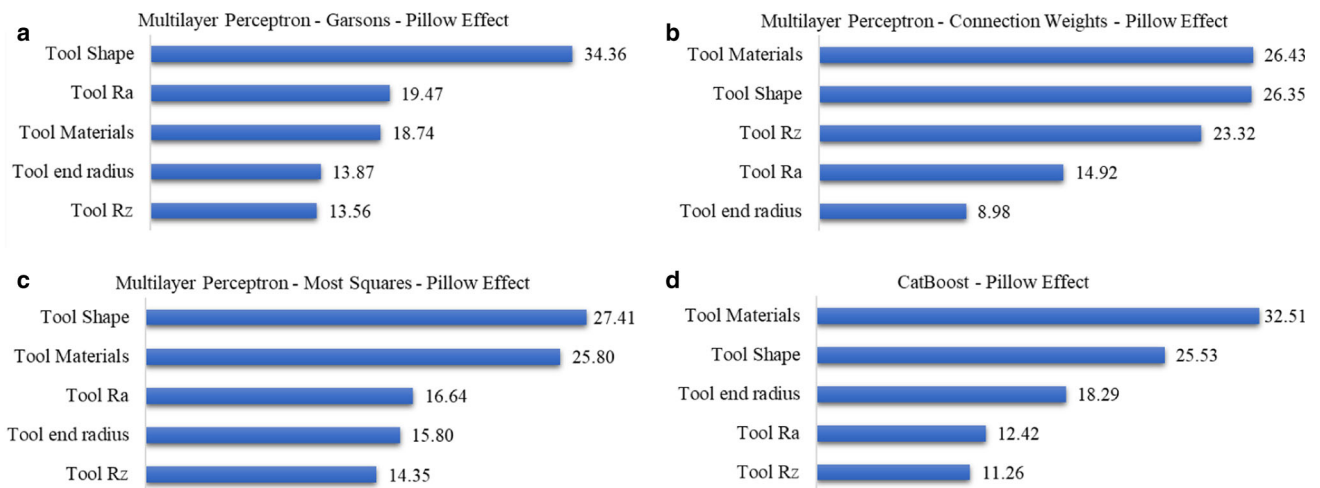 a
Multilayer Perceptron - Garsons - Pillow Effect
Tool Shape 34.36
Tool Ra 19.47
Tool Materials 18.74
Tool end radius 13.87
Tool Rz 13.56
b
Multilayer Perceptron - Connection Weights - Pillow Effect
Tool Materials 26.43
Tool Shape 26.35
Tool Rz 23.32
Tool Ra 14.92
Tool end radius 8.98
c
Multilayer Perceptron - Most Squares - Pillow Effect
Tool Shape 27.41
Tool Materials 25.80
Tool Ra 16.64
Tool end radius 15.80
Tool Rz 14.35
d
CatBoost - Pillow Effect
Tool Materials 32.51
Tool Shape 25.53
Tool end radius 18.29
Tool Ra 12.42
Tool Rz 11.26